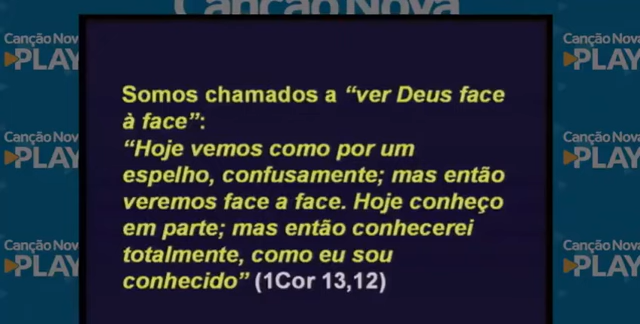 Canção Nova
Canção Nova
PLAY
Canção Nova
PLAY
Somos chamados a “ver Deus face
à face”:
“Hoje vemos como por um
espelho, confusamente; mas então
veremos face a face. Hoje conheço
em parte; mas então conhecerei
totalmente, como eu sou
conhecido” (1Cor 13,12)
Canção Nova
PLAY
Canção Nova
PLAY
Canção Nova
PLAY
Canção Nova
PLAY